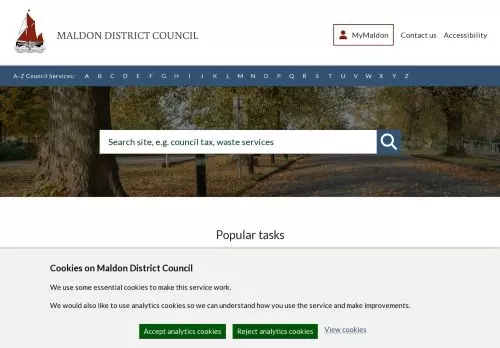 MALDON DISTRICT COUNCIL
MyMaldon
Contact us
Accessibility
A-Z Council Services: A B C D E F G H I J K L M N O P Q R S T U V W X Y Z
Search site, e.g. council tax, waste services
Popular tasks
Cookies on Maldon District Council
We use some essential cookies to make this service work.
We would also like to use analytics cookies so we can understand how you use the service and make improvements.
Accept analytics cookies
Reject analytics cookies
View cookies